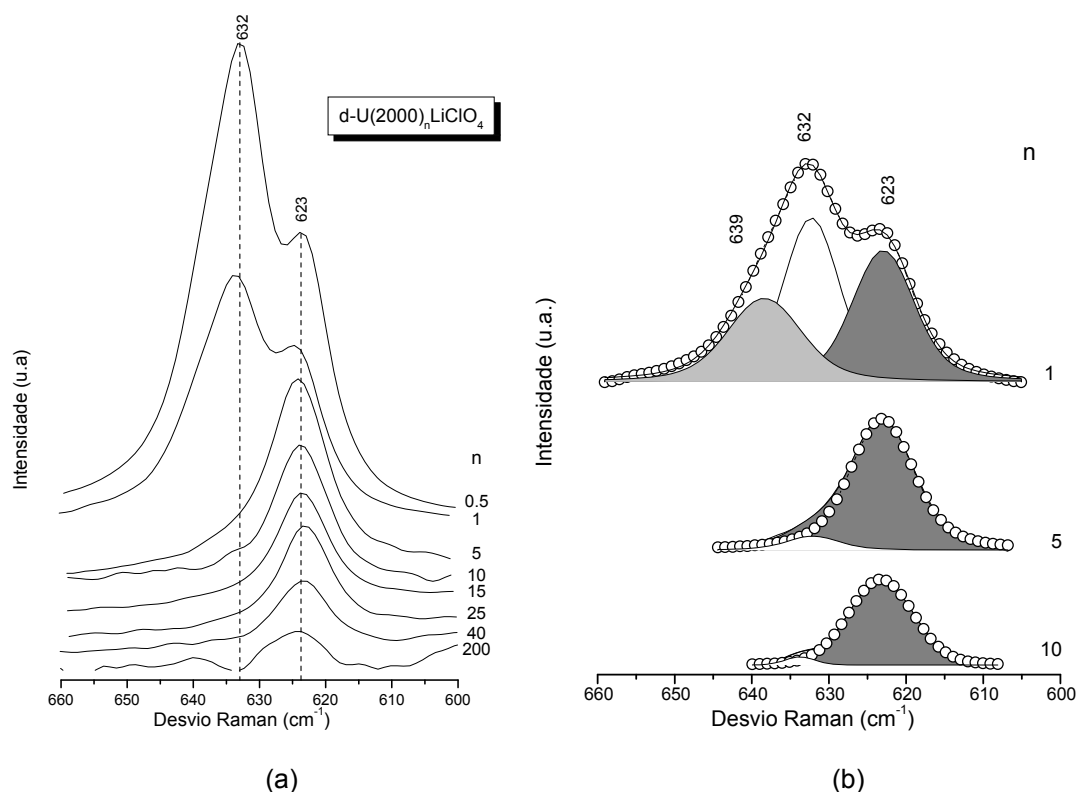 632
d-U(2000)nLiClO4
623
n
0.5
1
5
10
15
25
40
200
Intensidade (u.a)
660 650 640 630 620 610 600
Desvio Raman (cm-1)
(a)
632
n
623
639
1
5
10
Intensidade (u.a.)
660 650 640 630 620 610 600
Desvio Raman (cm-1)
(b)